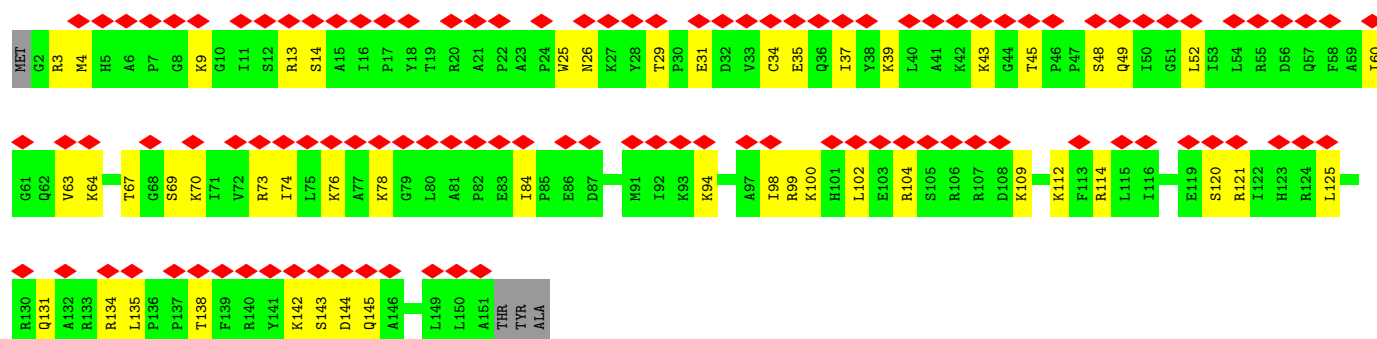 MET G2 R3 M4 H5 A6 P7 G8 K9 G10 I11 S12 R13 S14 A15 I16 P17 Y18 T19 R20 A21 P22 A23 P24 W25 N26 K27 Y28 T29 P30 E31 D32 V33 C34 E35 Q36 I37 Y38 K39 L40 A41 K42 K43 G44 T45 P46 P47 S48 Q49 I50 G51 L52 I53 L54 R55 D56 Q57 F58 A59 I60
G61 Q62 V63 K64 T67 G68 S69 K70 I71 V72 R73 I74 L75 K76 A77 K78 G79 L80 A81 P82 E83 I84 P85 E86 D87 M91 I92 K93 K94 A97 I98 R99 K100 H101 L102 E103 R104 S105 R106 R107 D108 K109 K112 F113 R114 L115 I116 E119 S120 R121 I122 H123 R124 L125
R130 Q131 A132 R133 R134 L135 P136 P137 T138 F139 R140 Y141 K142 S143 D144 Q145 A146 L149 L150 A151 THR TYR ALA